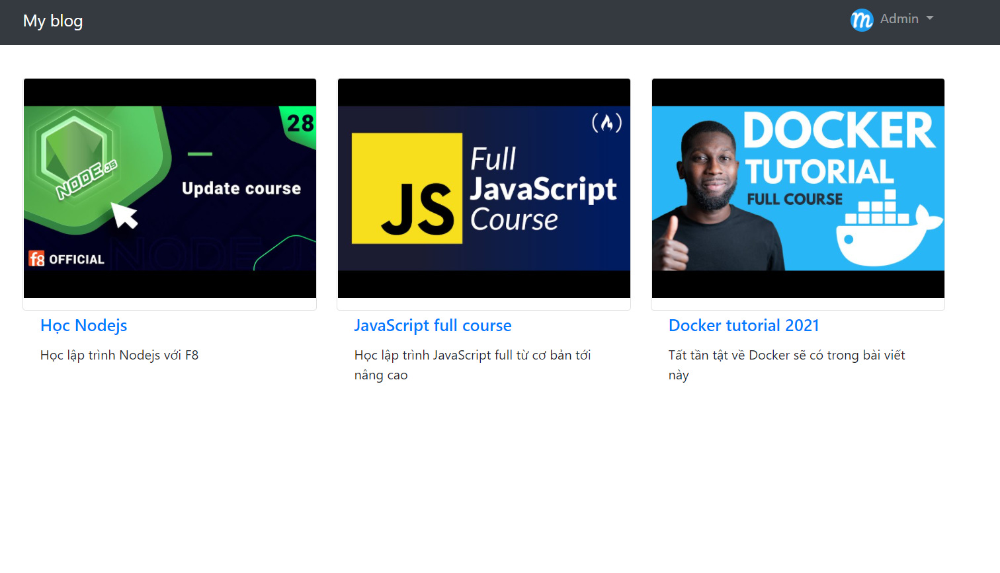 My blog
Admin
28
NODE JS
Update course
f8 OFFICIAL
NODE J
Full
JavaScript
Course
JS
DOCKER
TUTORIAL
FULL COURSE
Học Nodejs
Học lập trình Nodejs với F8
JavaScript full course
Học lập trình JavaScript full từ cơ bản tới
nâng cao
Docker tutorial 2021
Tất tần tật về Docker sẽ có trong bài viết
này